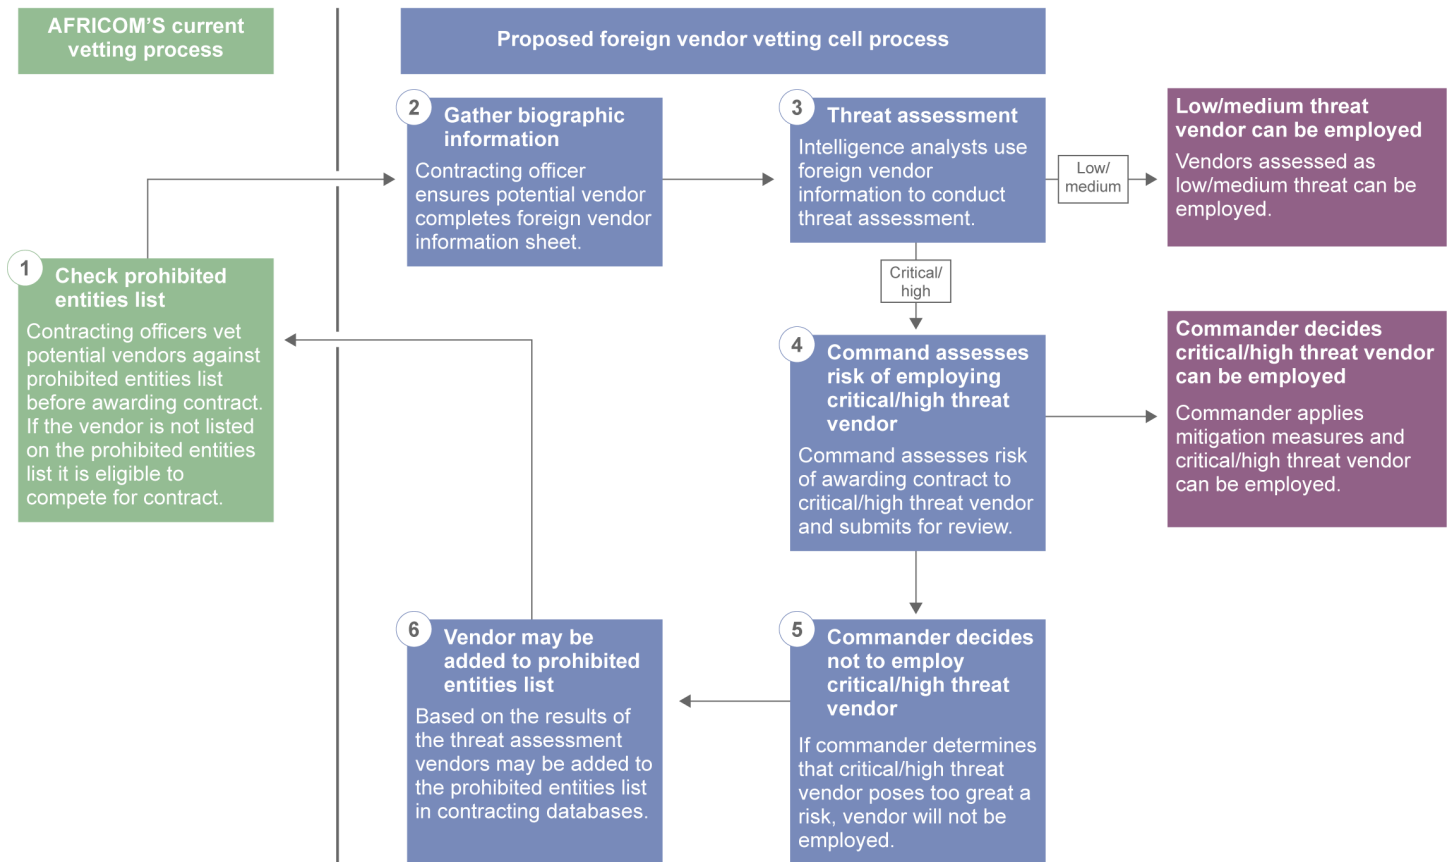 AFRICOM'S current
vetting process
Proposed foreign vendor vetting cell process
1
Check prohibited
entities list
Contracting officers vet
potential vendors against
prohibited entities list
before awarding contract.
If the vendor is not listed
on the prohibited entities
list it is eligible to
compete for contract.
2
Gather biographic
information
Contracting officer
ensures potential vendor
completes foreign vendor
information sheet.
3
Threat assessment
Intelligence analysts use
foreign vendor
information to conduct
threat assessment.
Low/
medium
Low/medium threat
vendor can be employed
Vendors assessed as
low/medium threat can be
employed.
Critical/
high
4
Command assesses
risk of employing
critical/high threat
vendor
Command assesses risk
of awarding contract to
critical/high threat vendor
and submits for review.
Commander decides
critical/high threat vendor
can be employed
Commander applies
mitigation measures and
critical/high threat vendor
can be employed.
5
Commander decides
not to employ
critical/high threat
vendor
If commander determines
that critical/high threat
vendor poses too great a
risk, vendor will not be
employed.
6
Vendor may be
added to prohibited
entities list
Based on the results of
the threat assessment
vendors may be added to
the prohibited entities list
in contracting databases.